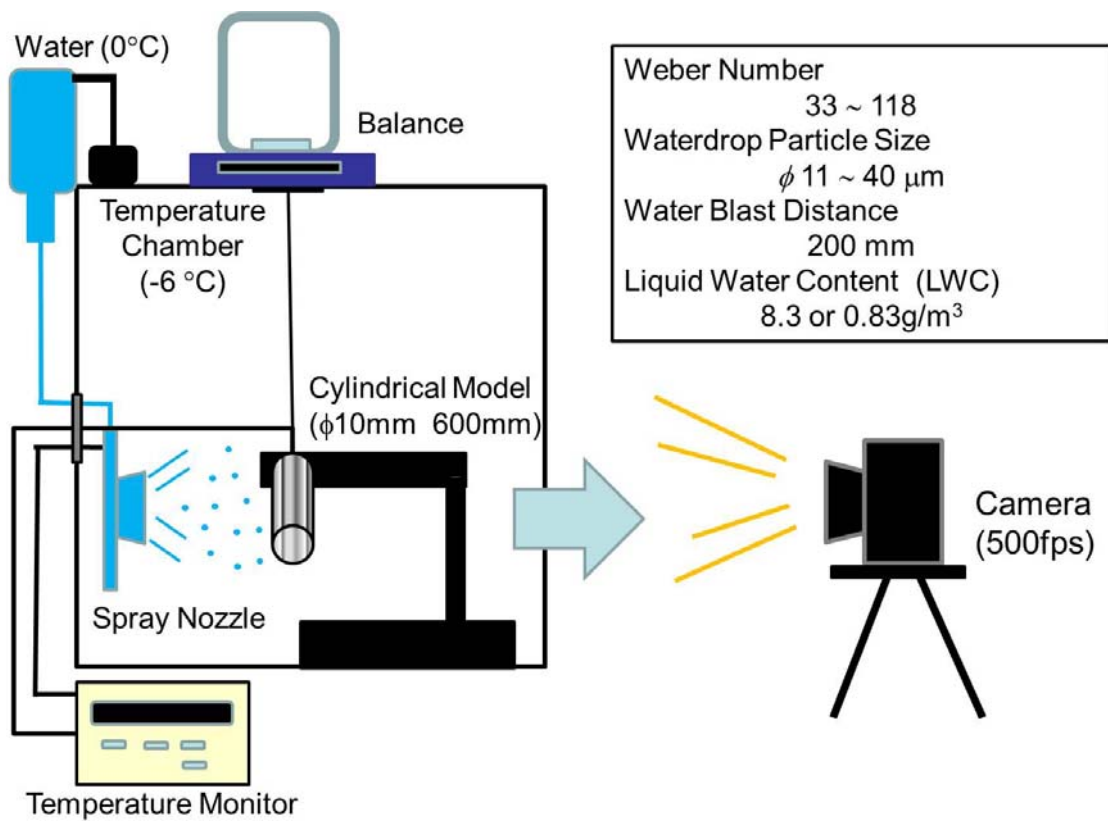 Water (0°C)
Balance
Temperature
Chamber
(-6 °C)
Cylindrical Model
(ϕ10mm  600mm)
Spray Nozzle
Temperature Monitor
Weber Number
33 ~ 118
Waterdrop Particle Size
ϕ 11 ~ 40 μm
Water Blast Distance
200 mm
Liquid Water Content  (LWC)
8.3 or 0.83g/m³
Camera
(500fps)